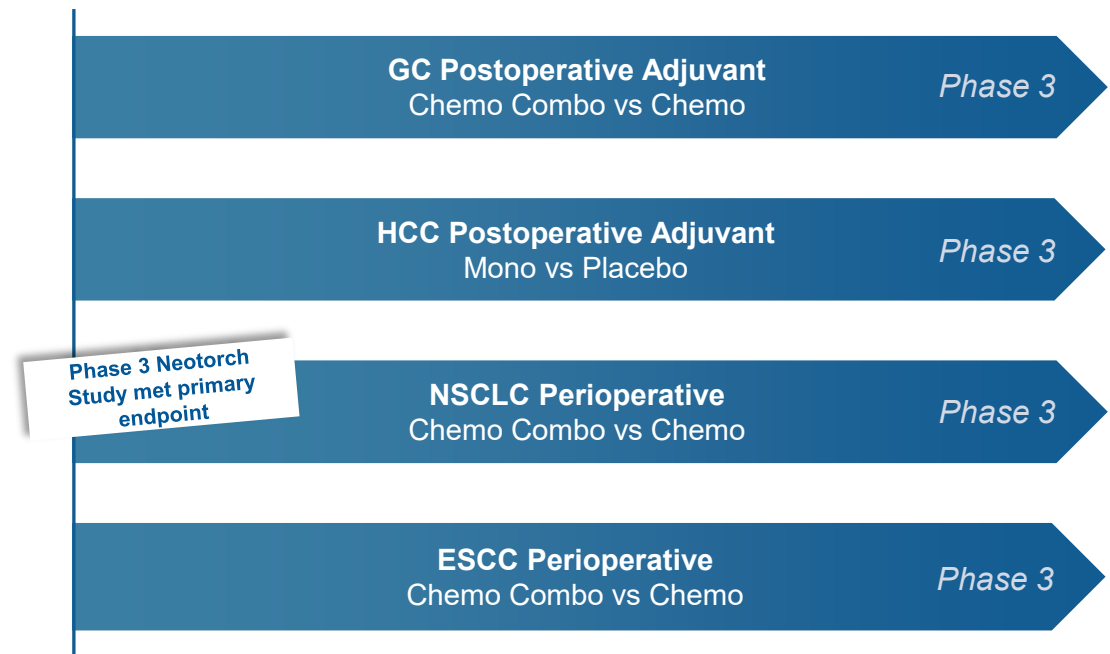 GC Postoperative Adjuvant
Chemo Combo vs Chemo
Phase 3
HCC Postoperative Adjuvant
Mono vs Placebo
Phase 3
Phase 3 Neotorch
Study met primary
endpoint
NSCLC Perioperative
Chemo Combo vs Chemo
Phase 3
ESCC Perioperative
Chemo Combo vs Chemo
Phase 3